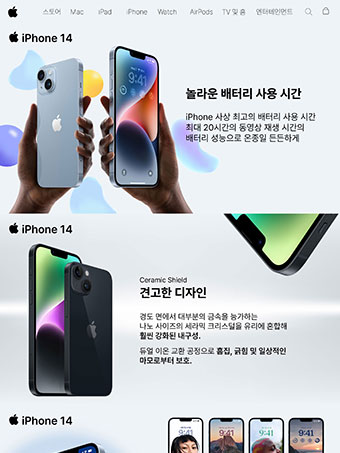 스토어 Mac iPad iPhone Watch AirPods TV 및 홈 엔터테인먼트
iPhone 14
놀라운 배터리 사용 시간
iPhone 사상 최고의 배터리 사용 시간
최대 20시간의 동영상 재생 시간의
배터리 성능으로 온종일 든든하게
iPhone 14
Ceramic Shield
견고한 디자인
경도 면에서 대부분의 금속을 능가하는
나노 사이즈의 세라믹 크리스털을 유리에 혼합해
훨씬 강화된 내구성.
듀얼 이온 교환 공정으로 흠집, 긁힘 및 일상적인
마모로부터 보호.
iPhone 14
9:41 9:41 9:41 9:41